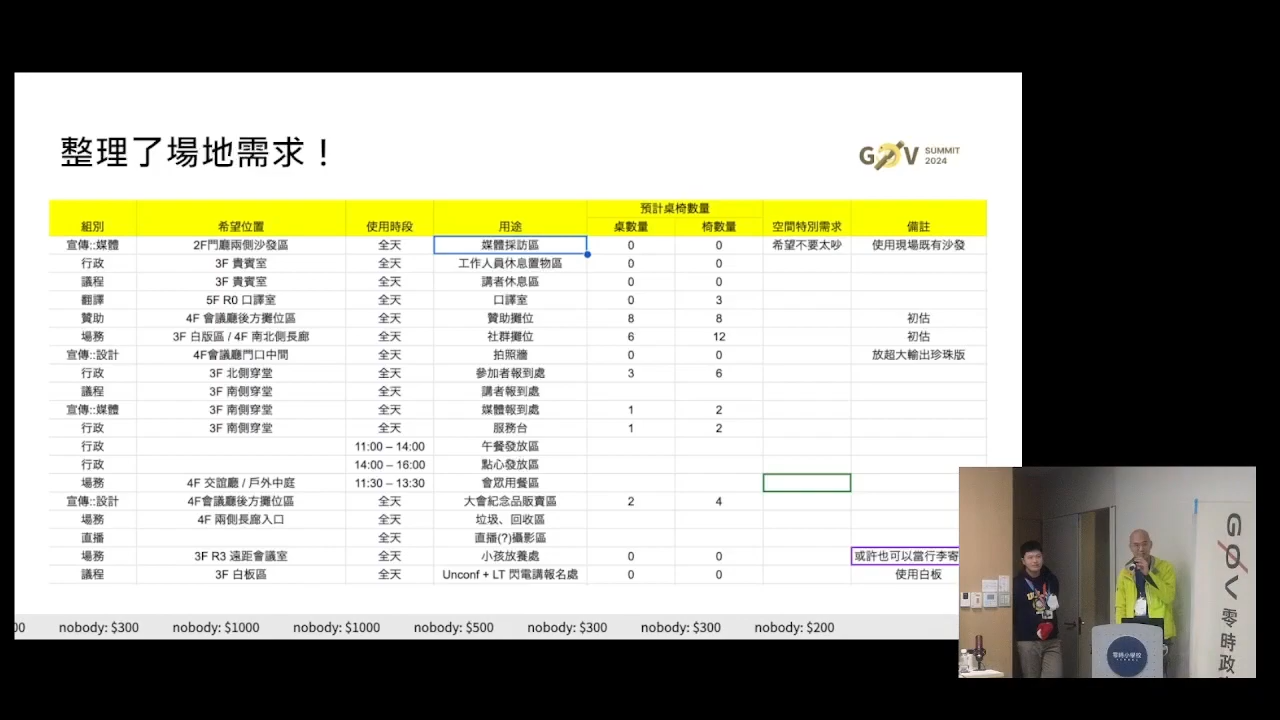 整理了場地需求！
G0V SUMMIT 2024
預計桌椅數量
組別 希望位置 使用時段 用途 桌數量 椅數量 空間特別需求 備註
宣傳::媒體 2F門廳兩側沙發區 全天 媒體採訪區 0 0 希望不要太吵 使用現場既有沙發
行政 3F 貴賓室 全天 工作人員休息置物區 0 0
議程 3F 貴賓室 全天 講者休息區 0 0
翻譯 5F R0 口譯室 全天 口譯室 0 3
贊助 4F 會議廳後方攤位區 全天 贊助攤位 8 8 初估
場務 3F 白版區 / 4F 南北側長廊 全天 社群攤位 6 12 初估
宣傳::設計 4F會議廳門口中間 全天 拍照牆 0 0 放超大輸出珍珠版
行政 3F 北側穿堂 全天 參加者報到處 3 6
議程 3F 南側穿堂 全天 講者報到處
宣傳::媒體 3F 南側穿堂 全天 媒體報到處 1 2
行政 3F 南側穿堂 全天 服務台 1 2
行政 11:00 – 14:00 午餐發放區
行政 14:00 – 16:00 點心發放區
場務 4F 交誼廳 / 戶外中庭 11:30 – 13:30 會眾用餐區
宣傳::設計 4F會議廳後方攤位區 全天 大會紀念品販賣區 2 4
場務 4F 兩側長廊入口 全天 垃圾、回收區
直播 全天 直播(?)攝影區
場務 3F R3 遠距會議室 全天 小孩放養處 0 0 或許也可以當行李寄
議程 3F 白板區 全天 Unconf + LT 閃電講報名處 0 0 使用白板
00 nobody: $300 nobody: $1000 nobody: $1000 nobody: $500 nobody: $300 nobody: $300 nobody: $200
G0V 零時政
零時小學校